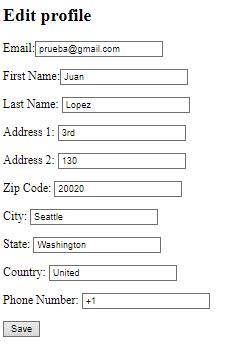 Edit profile
Email: prueba@gmail.com
First Name: Juan
Last Name: Lopez
Address 1: 3rd
Address 2: 130
Zip Code: 20020
City: Seattle
State: Washington
Country: United
Phone Number: +1
Save